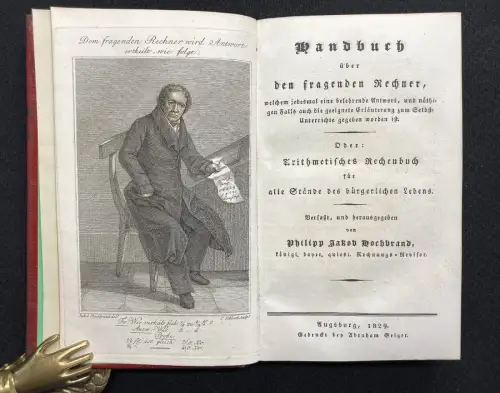 Dem fragenden Rechner wird Antwort
ertheilt, wie folgt:
Handbuch
über
den fragenden Rechner,
welchem jedesmal eine belehrende Antwort, und nöthi-
gen Falls auch die geeignete Erläuterung zum Selbst-
Unterrichte gegeben worden ist.
Oder:
Arithmetisches Rechenbuch
für
alle Stände des bürgerlichen Lebens.
Verfaßt, und herausgegeben
von
Philipp Jakob Hochbrand,
königl. bayer. quiesc. Rechnungs-Revisor.
Augsburg, 1829.
Gedruckt bey Abraham Geiger.